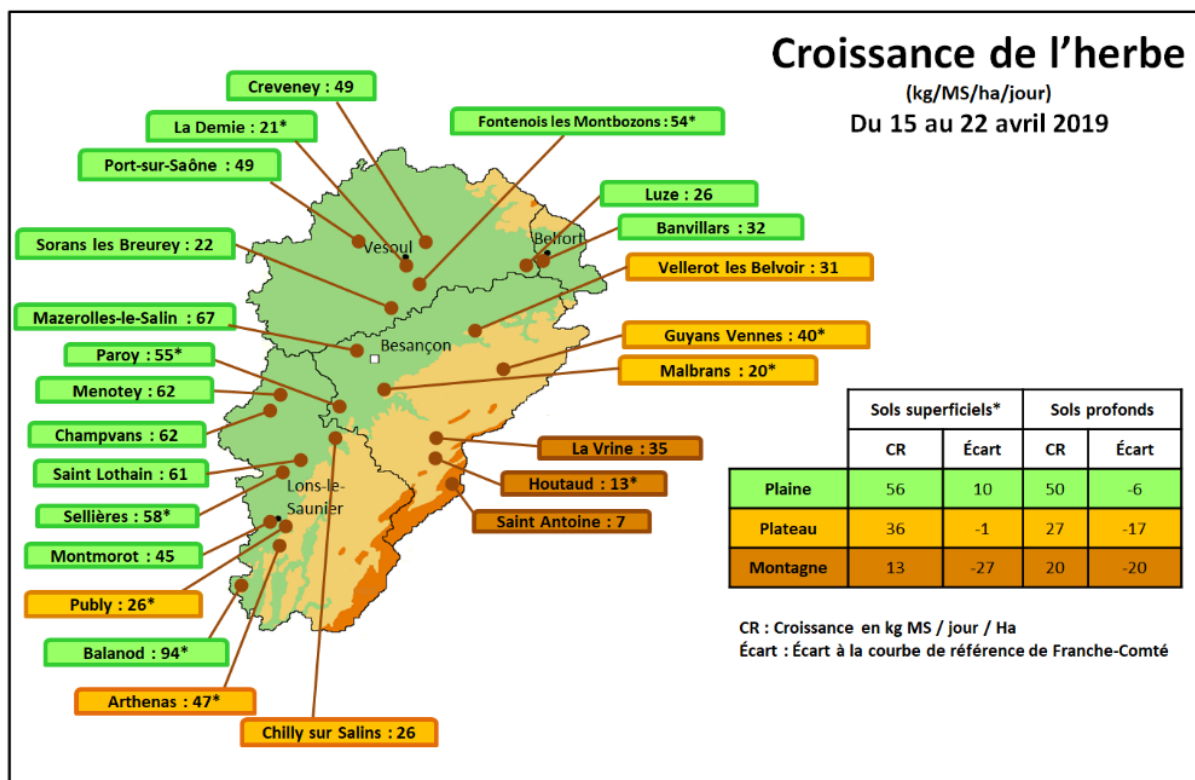 Croissance de l’herbe
(kg/MS/ha/jour)
Du 15 au 22 avril 2019
Creveney : 49
La Demie : 21*
Fontenois les Montbozons : 54*
Port-sur-Saône : 49
Luze : 26
Sorans les Breurey : 22
Banvillars : 32
Vellerot les Belvoir : 31
Mazerolles-le-Salin : 67
Guyans Vennes : 40*
Paroy : 55*
Malbrans : 20*
Menotey : 62
Champvans : 62
La Vrine : 35
Saint Lothain : 61
Houtaud : 13*
Sellières : 58*
Saint Antoine : 7
Montmorot : 45
Publy : 26*
Balanod : 94*
Arthenas : 47*
Chilly sur Salins : 26
Vesoul
Belfort
Besançon
Lons-le-
Saunier
Sols superficiels* Sols profonds
CR Écart CR Écart
Plaine 56 10 50 -6
Plateau 36 -1 27 -17
Montagne 13 -27 20 -20
CR : Croissance en kg MS / jour / Ha
Écart : Écart à la courbe de référence de Franche-Comté